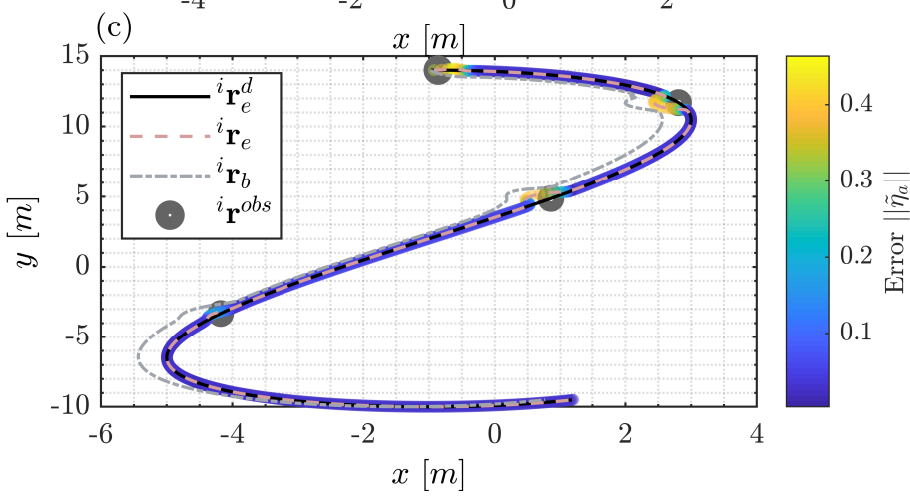 -4 -2 0 2
(c)
x [m]
15
10
5
0
-5
-10
y [m]
ⁱr_e^d
ⁱr_e
ⁱr_b
ⁱr^{obs}
-6 -4 -2 0 2 4
x [m]
0.4
0.3
0.2
0.1
Error ||η̃_a||